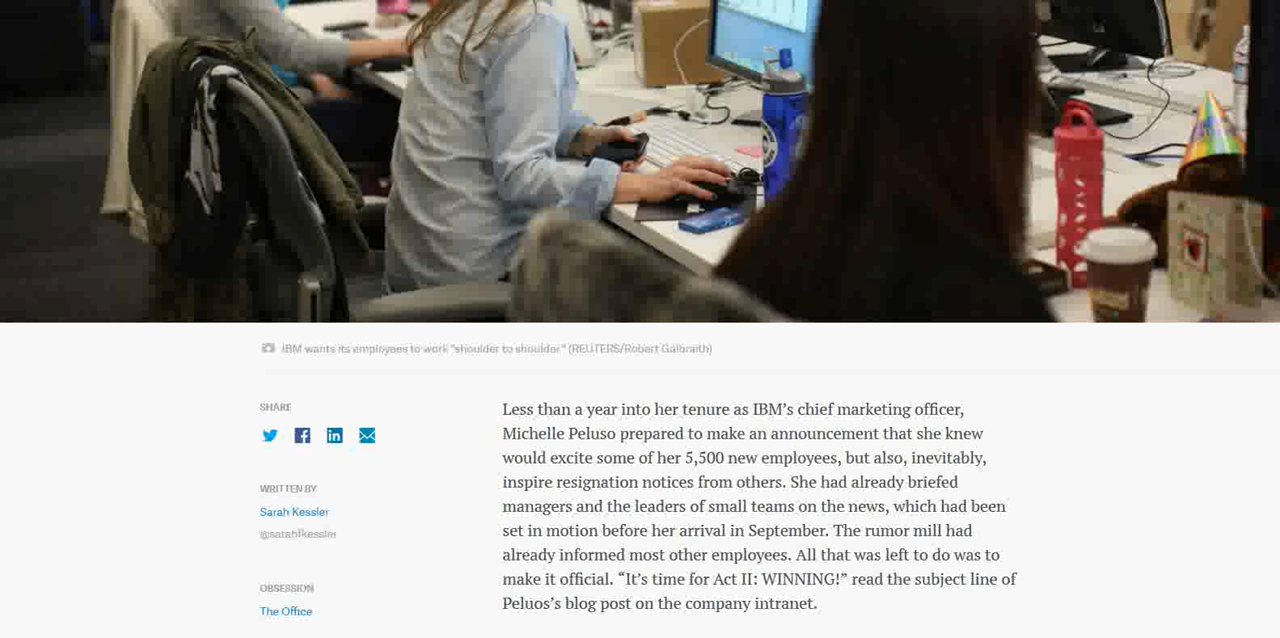 IBM wants its employees to work "shoulder to shoulder" (REUTERS/Robert Galbraith)
SHARE
WRITTEN BY
Sarah Kessler
@sarahfkessler
OBSESSION
The Office
Less than a year into her tenure as IBM’s chief marketing officer,
Michelle Peluso prepared to make an announcement that she knew
would excite some of her 5,500 new employees, but also, inevitably,
inspire resignation notices from others. She had already briefed
managers and the leaders of small teams on the news, which had been
set in motion before her arrival in September. The rumor mill had
already informed most other employees. All that was left to do was to
make it official. “It’s time for Act II: WINNING!” read the subject line of
Peluos’s blog post on the company intranet.